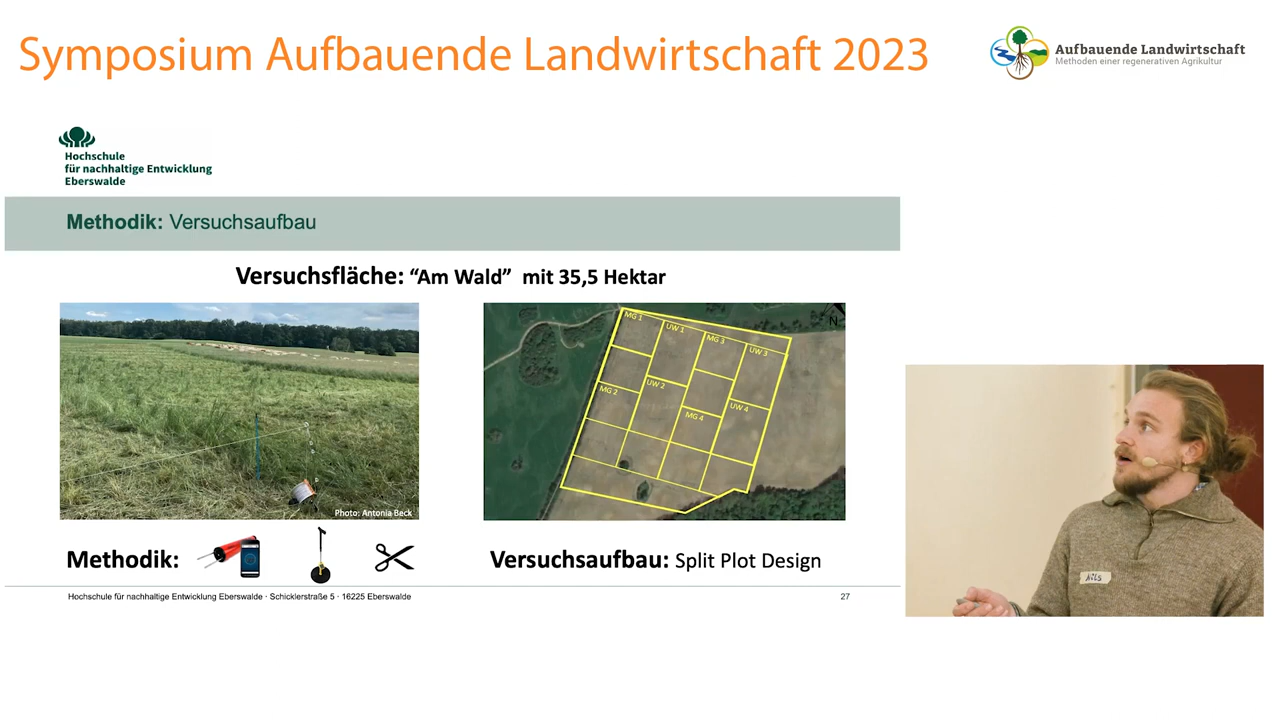 Symposium Aufbauende Landwirtschaft 2023
Aufbauende Landwirtschaft
Methoden einer regenerativen Agrikultur
Hochschule
für nachhaltige Entwicklung
Eberswalde
Methodik: Versuchsaufbau
Versuchsfläche: “Am Wald” mit 35,5 Hektar
Photo: Antonia Beck
N
MG 1
UW 1
MG 3
UW 3
MG 2
UW 2
MG 4
UW 4
Methodik:
Versuchsaufbau: Split Plot Design
Hochschule für nachhaltige Entwicklung Eberswalde · Schicklerstraße 5 · 16225 Eberswalde
27